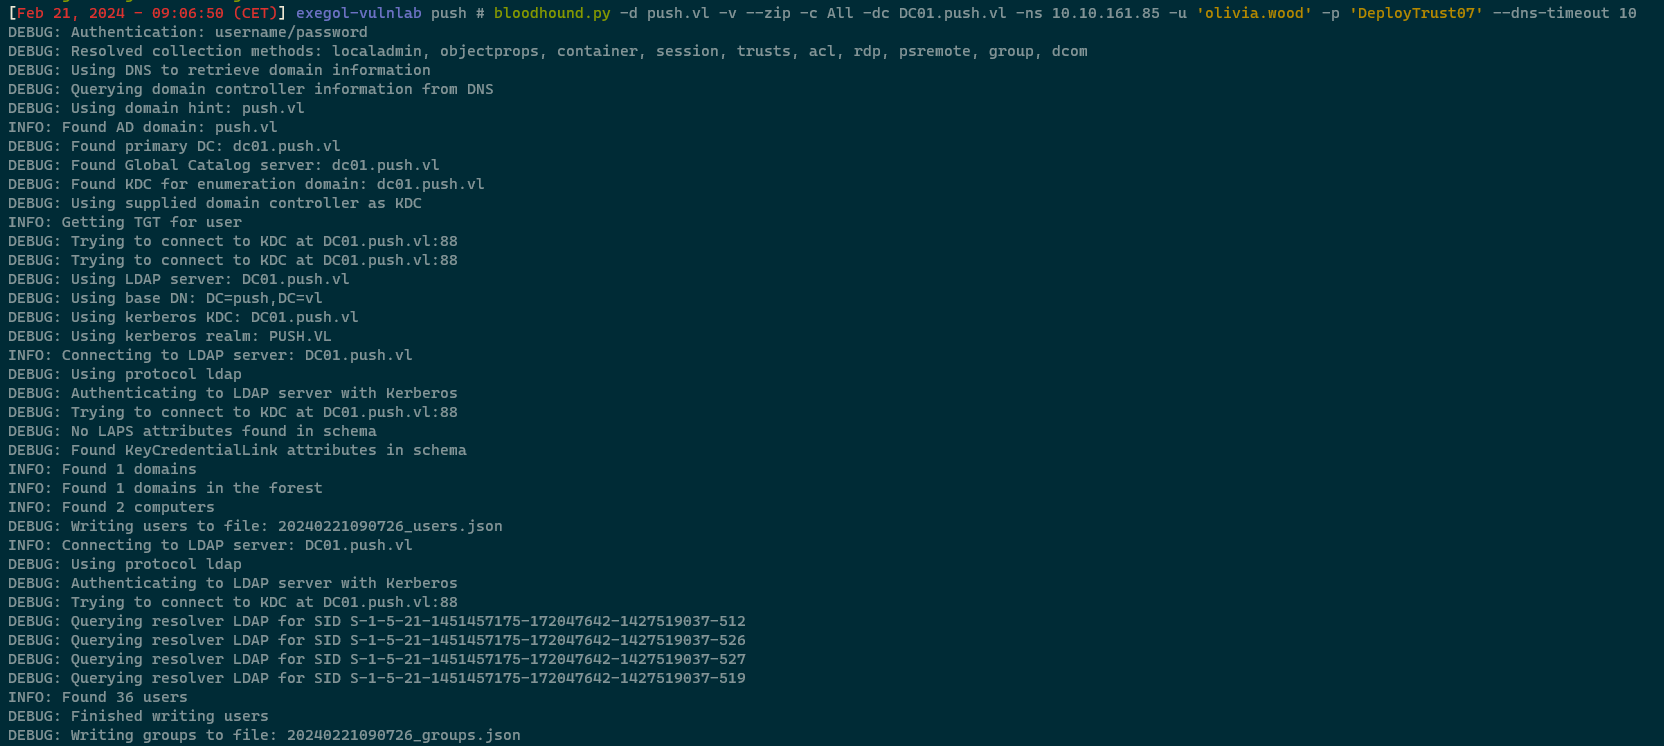 [Feb 21, 2024 - 09:06:50 (CET)] exegol-vulnlab push # bloodhound.py -d push.vl -v --zip -c All -dc DC01.push.vl -ns 10.10.161.85 -u 'olivia.wood' -p 'DeployTrust07' --dns-timeout 10
DEBUG: Authentication: username/password
DEBUG: Resolved collection methods: localadmin, objectprops, container, session, trusts, acl, rdp, psremote, group, dcom
DEBUG: Using DNS to retrieve domain information
DEBUG: Querying domain controller information from DNS
DEBUG: Using domain hint: push.vl
INFO: Found AD domain: push.vl
DEBUG: Found primary DC: dc01.push.vl
DEBUG: Found Global Catalog server: dc01.push.vl
DEBUG: Found KDC for enumeration domain: dc01.push.vl
DEBUG: Using supplied domain controller as KDC
INFO: Getting TGT for user
DEBUG: Trying to connect to KDC at DC01.push.vl:88
DEBUG: Trying to connect to KDC at DC01.push.vl:88
DEBUG: Using LDAP server: DC01.push.vl
DEBUG: Using base DN: DC=push,DC=vl
DEBUG: Using kerberos KDC: DC01.push.vl
DEBUG: Using kerberos realm: PUSH.VL
INFO: Connecting to LDAP server: DC01.push.vl
DEBUG: Using protocol ldap
DEBUG: Authenticating to LDAP server with Kerberos
DEBUG: Trying to connect to KDC at DC01.push.vl:88
DEBUG: No LAPS attributes found in schema
DEBUG: Found KeyCredentialLink attributes in schema
INFO: Found 1 domains
INFO: Found 1 domains in the forest
INFO: Found 2 computers
DEBUG: Writing users to file: 20240221090726_users.json
INFO: Connecting to LDAP server: DC01.push.vl
DEBUG: Using protocol ldap
DEBUG: Authenticating to LDAP server with Kerberos
DEBUG: Trying to connect to KDC at DC01.push.vl:88
DEBUG: Querying resolver LDAP for SID S-1-5-21-1451457175-172047642-1427519037-512
DEBUG: Querying resolver LDAP for SID S-1-5-21-1451457175-172047642-1427519037-526
DEBUG: Querying resolver LDAP for SID S-1-5-21-1451457175-172047642-1427519037-527
DEBUG: Querying resolver LDAP for SID S-1-5-21-1451457175-172047642-1427519037-519
INFO: Found 36 users
DEBUG: Finished writing users
DEBUG: Writing groups to file: 20240221090726_groups.json